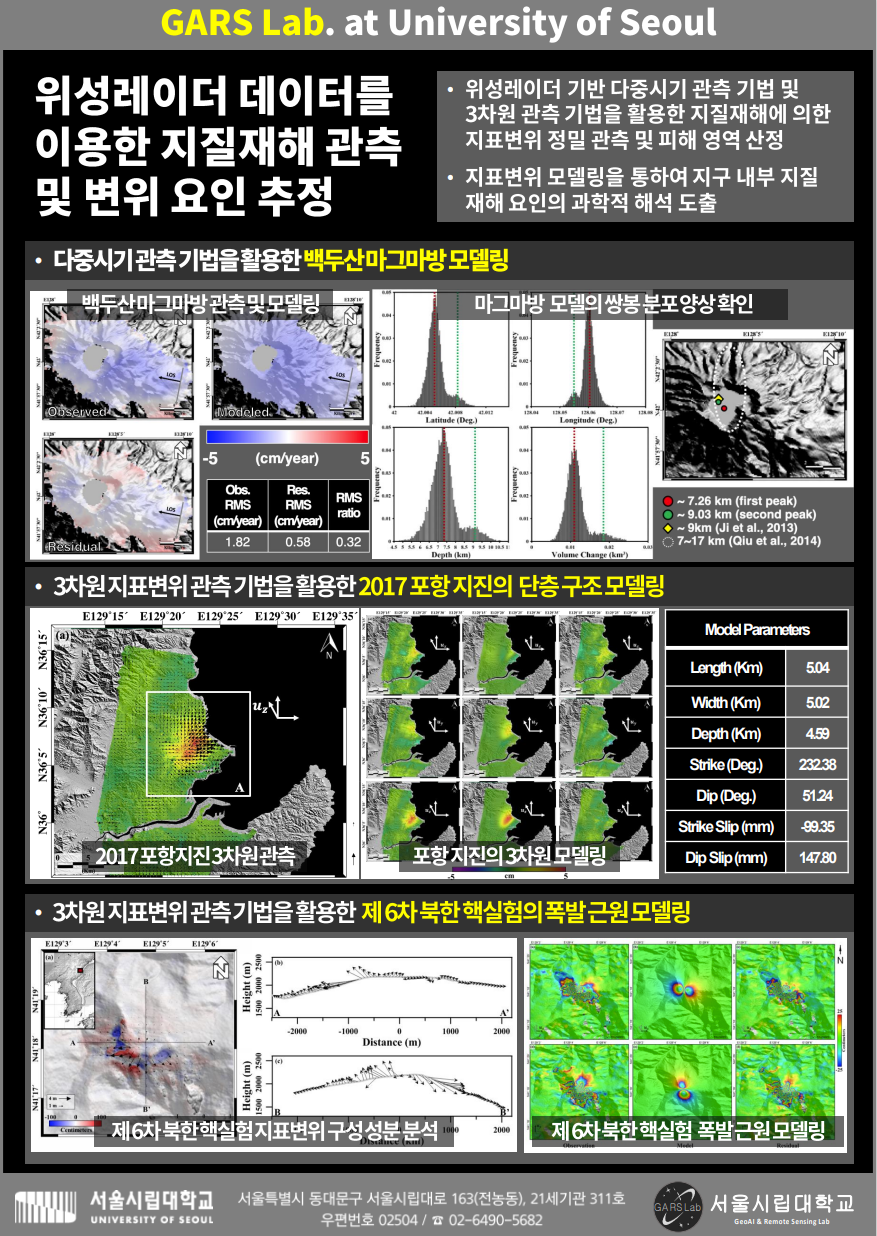 GARS Lab. at University of Seoul
위성레이더 데이터를
이용한 지질재해 관측
및 변위 요인 추정
• 위성레이더 기반 다중시기 관측 기법 및
3차원 관측 기법을 활용한 지질재해에 의한
지표변위 정밀 관측 및 피해 영역 산정
• 지표변위 모델링을 통하여 지구 내부 지질
재해 요인의 과학적 해석 도출
• 다중시기 관측 기법을 활용한 백두산 마그마방 모델링
백두산 마그마방 관측 및 모델링
Observed
LOS
Modeled
LOS
Residual
-5 (cm/year) 5
Obs. RMS (cm/year) Res. RMS (cm/year) RMS ratio
1.82 0.58 0.32
마그마방 모델의 쌍봉 분포 양상 확인
Frequency
Latitude (Deg.)
Frequency
Longitude (Deg.)
Frequency
Depth (km)
Frequency
Volume Change (km³)
E128˚ E128˚5´ E128˚10´
N
~ 7.26 km (first peak)
~ 9.03 km (second peak)
~ 9km (Ji et al., 2013)
7~17 km (Qiu et al., 2014)
• 3차원 지표변위 관측 기법을 활용한 2017 포항 지진의 단층 구조 모델링
E129˚15´ E129˚20´ E129˚25´ E129˚30´ E129˚35´
(a)
N
N36˚15´
N36˚10´
N36˚5´
N36˚
uz
A
2017 포항지진 3차원 관측
포항 지진의 3차원 모델링
-5 cm 5
Model Parameters
Length (Km) 5.04
Width (Km) 5.02
Depth (Km) 4.59
Strike (Deg.) 232.38
Dip (Deg.) 51.24
Strike Slip (mm) -99.35
Dip Slip (mm) 147.80
• 3차원 지표변위 관측 기법을 활용한 제 6차 북한 핵실험의 폭발 근원 모델링
E129˚3´ E129˚4´ E129˚5´ E129˚6´
(a)
N
B
N41˚19´
N41˚18´
A A'
N41˚17´
B'
4 m
1 m
-100 0 100
Centimeters
(b)
Height (m)
2500
2000
1500
A A'
-2000 -1000 0 1000 2000
Distance (m)
(c)
Height (m)
2500
2000
1500
B B'
제 6차 북한 핵실험 지표변위 구성 성분 분석
N
제 6차 북한 핵실험 폭발 근원 모델링
Observation Model Residual
서울시립대학교
UNIVERSITY OF SEOUL
서울특별시 동대문구 서울시립대로 163(전농동), 21세기관 311호
우편번호 02504 / ☎ 02-6490-5682
GARS Lab
서울시립대학교
GeoAI & Remote Sensing Lab